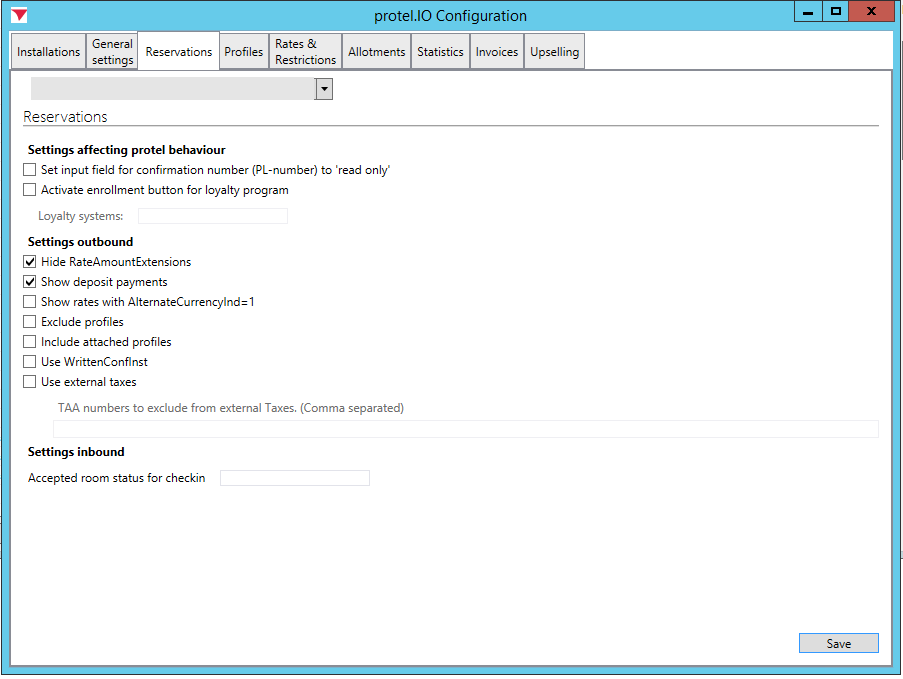 protel.IO Configuration
Installations
General
settings
Reservations
Profiles
Rates &
Restrictions
Allotments
Statistics
Invoices
Upselling
Reservations
Settings affecting protel behaviour
Set input field for confirmation number (PL-number) to 'read only'
Activate enrollment button for loyalty program
Loyalty systems:
Settings outbound
Hide RateAmountExtensions
Show deposit payments
Show rates with AlternateCurrencyInd=1
Exclude profiles
Include attached profiles
Use WrittenConfInst
Use external taxes
TAA numbers to exclude from external Taxes. (Comma separated)
Settings inbound
Accepted room status for checkin
Save